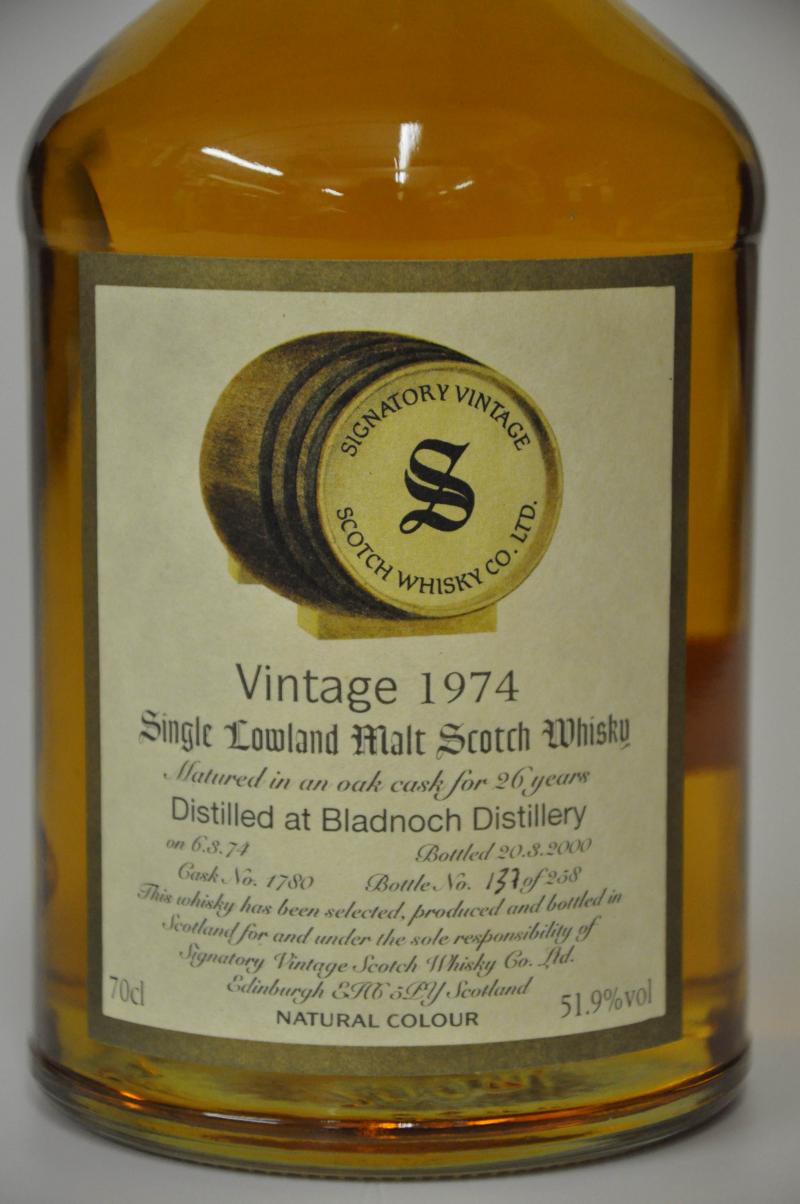 SIGNATORY VINTAGE
S
SCOTCH WHISKY CO. LTD.
Vintage 1974
Single Lowland Malt Scotch Whisky
Matured in an oak cask for 26 years
Distilled at Bladnoch Distillery
on 6.3.74 Bottled 20.3.2000
Cask No. 1780 Bottle No. 137 of 258
This whisky has been selected, produced and bottled in
Scotland for and under the sole responsibility of
Signatory Vintage Scotch Whisky Co. Ltd.
Edinburgh EH6 5PY Scotland
70cl 51.9%vol
NATURAL COLOUR